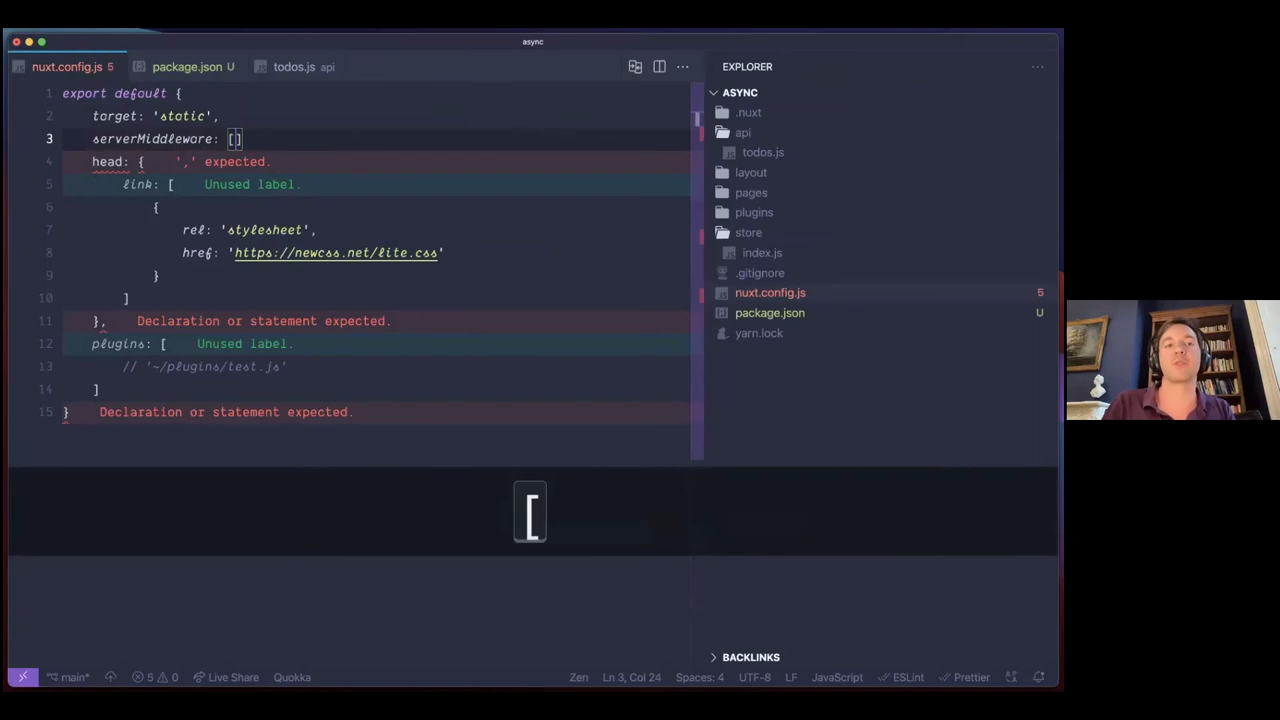 async
nuxt.config.js 5 package.json U todos.js api
1 export default {
2 target: 'static',
3 serverMiddleware: []
4 head: { ',' expected.
5 link: [ Unused label.
6 {
7 rel: 'stylesheet',
8 href: 'https://newcss.net/lite.css'
9 }
10 ]
11 }, Declaration or statement expected.
12 plugins: [ Unused label.
13 // '~/plugins/test.js'
14 ]
15 } Declaration or statement expected.
EXPLORER
ASYNC
.nuxt
api
todos.js
layout
pages
plugins
store
index.js
.gitignore
nuxt.config.js 5
package.json U
yarn.lock
[
BACKLINKS
main* 5 0 Live Share Quokka Zen Ln 3, Col 24 Spaces: 4 UTF-8 LF JavaScript ESLint Prettier